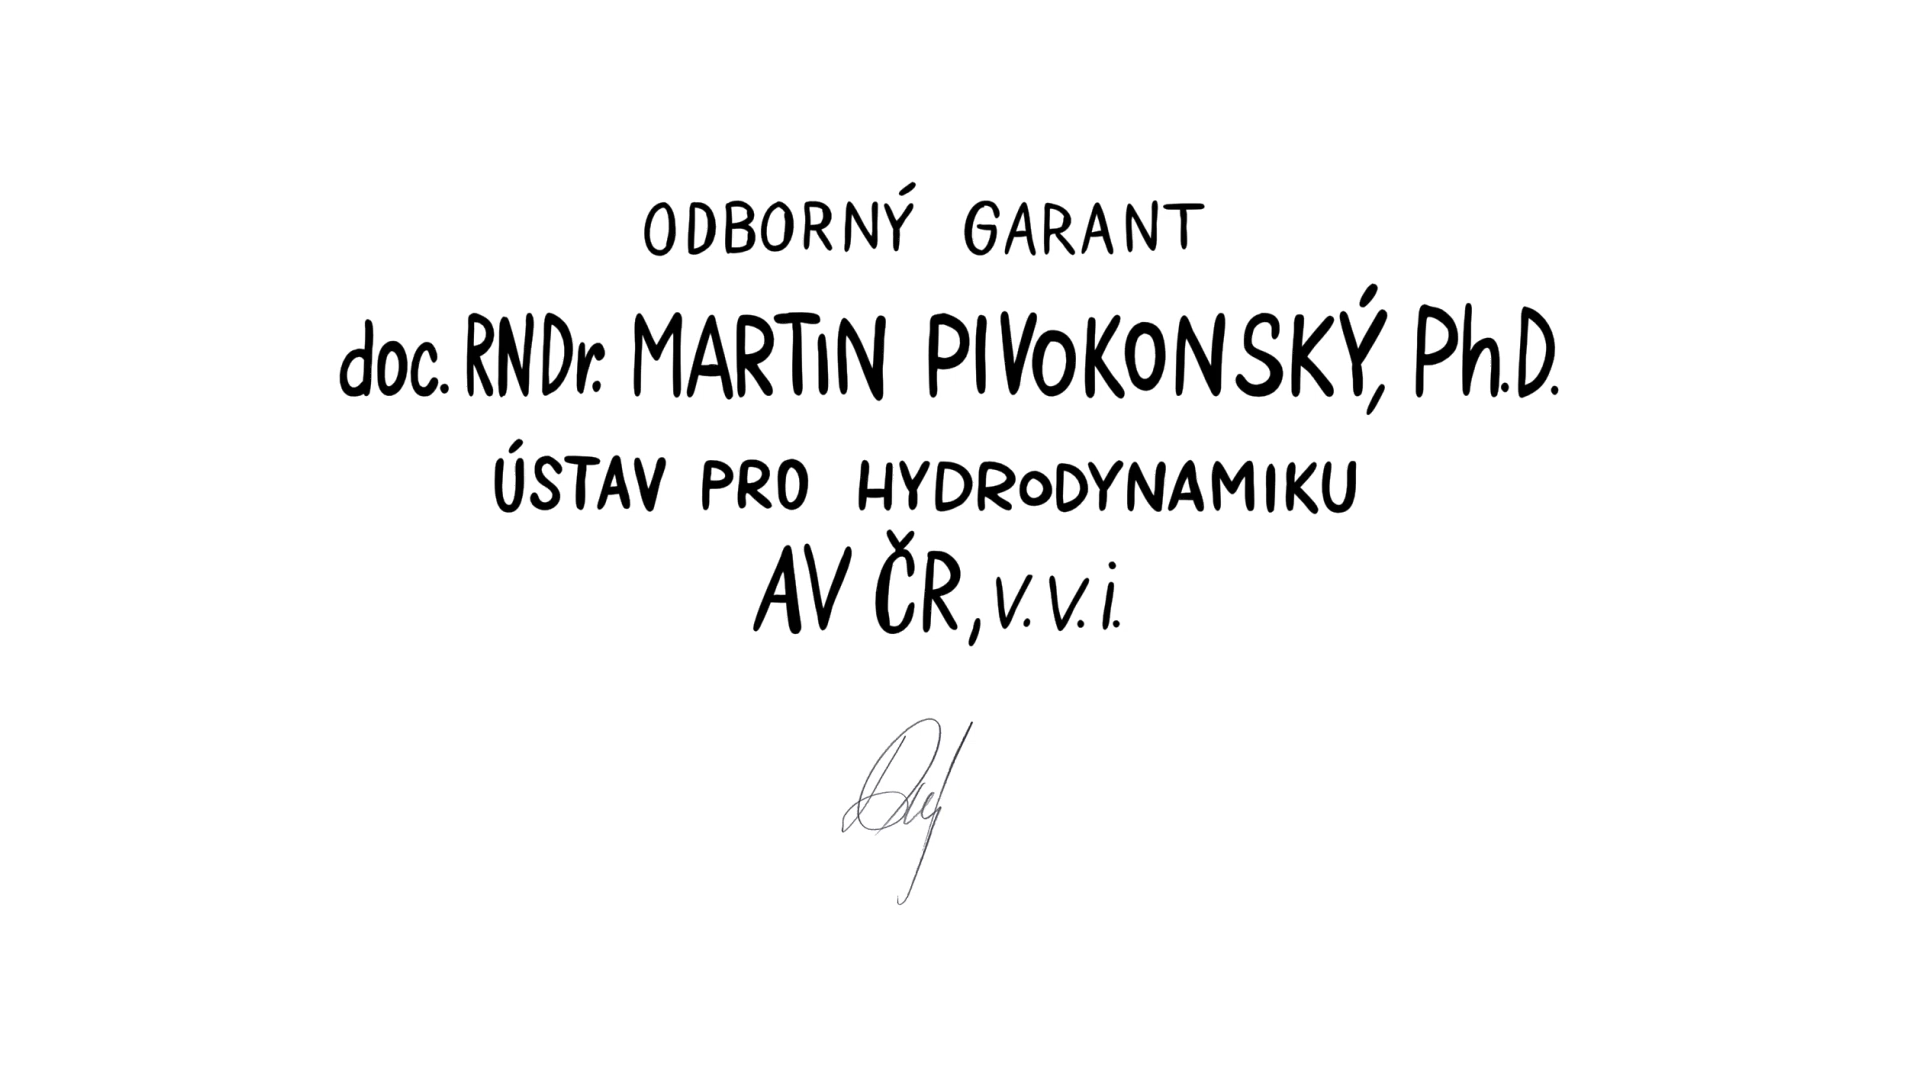 ODBORNÝ GARANT
doc. RNDr. MARTIN PIVOKONSKÝ, Ph.D.
ÚSTAV PRO HYDRODYNAMIKU
AV ČR, v. v. i.